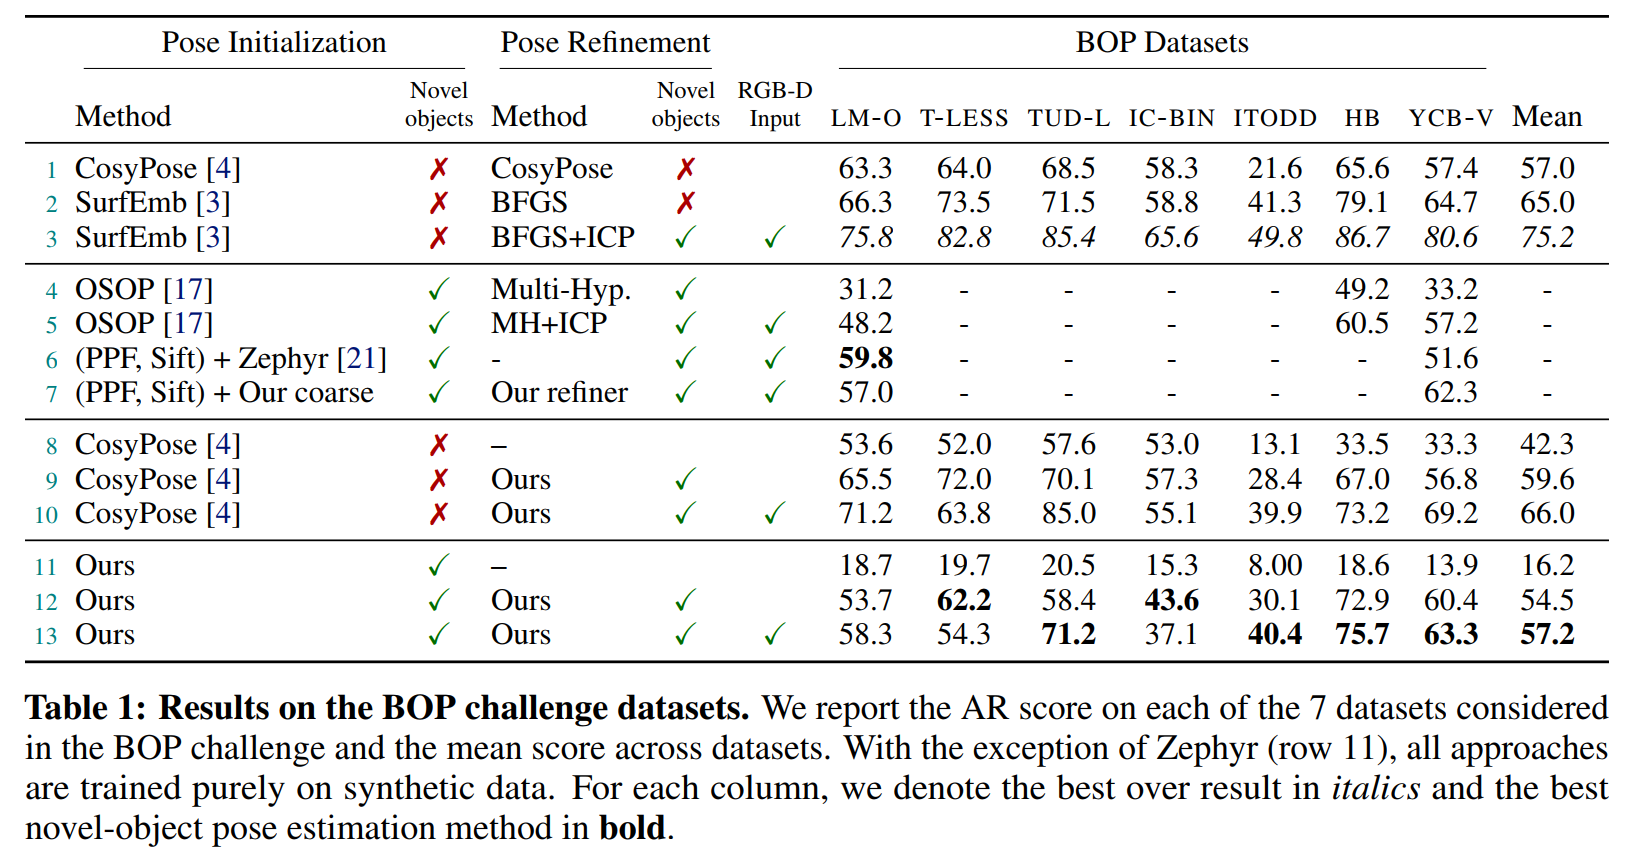 Pose Initialization Pose Refinement BOP Datasets
Method Novel objects Method Novel objects RGB-D Input LM-O T-LESS TUD-L IC-BIN ITODD HB YCB-V Mean
1 CosyPose [4] ✗ CosyPose ✗ 63.3 64.0 68.5 58.3 21.6 65.6 57.4 57.0
2 SurfEmb [3] ✗ BFGS ✗ 66.3 73.5 71.5 58.8 41.3 79.1 64.7 65.0
3 SurfEmb [3] ✗ BFGS+ICP ✓ ✓ 75.8 82.8 85.4 65.6 49.8 86.7 80.6 75.2
4 OSOP [17] ✓ Multi-Hyp. ✓ 31.2 - - - - 49.2 33.2 -
5 OSOP [17] ✓ MH+ICP ✓ ✓ 48.2 - - - - 60.5 57.2 -
6 (PPF, Sift) + Zephyr [21] ✓ - ✓ ✓ 59.8 - - - - - 51.6 -
7 (PPF, Sift) + Our coarse ✓ Our refiner ✓ ✓ 57.0 - - - - - 62.3 -
8 CosyPose [4] ✗ – 53.6 52.0 57.6 53.0 13.1 33.5 33.3 42.3
9 CosyPose [4] ✗ Ours ✓ 65.5 72.0 70.1 57.3 28.4 67.0 56.8 59.6
10 CosyPose [4] ✗ Ours ✓ ✓ 71.2 63.8 85.0 55.1 39.9 73.2 69.2 66.0
11 Ours ✓ – 18.7 19.7 20.5 15.3 8.00 18.6 13.9 16.2
12 Ours ✓ Ours ✓ 53.7 62.2 58.4 43.6 30.1 72.9 60.4 54.5
13 Ours ✓ Ours ✓ ✓ 58.3 54.3 71.2 37.1 40.4 75.7 63.3 57.2
Table 1: Results on the BOP challenge datasets. We report the AR score on each of the 7 datasets considered
in the BOP challenge and the mean score across datasets. With the exception of Zephyr (row 11), all approaches
are trained purely on synthetic data. For each column, we denote the best over result in italics and the best
novel-object pose estimation method in bold.